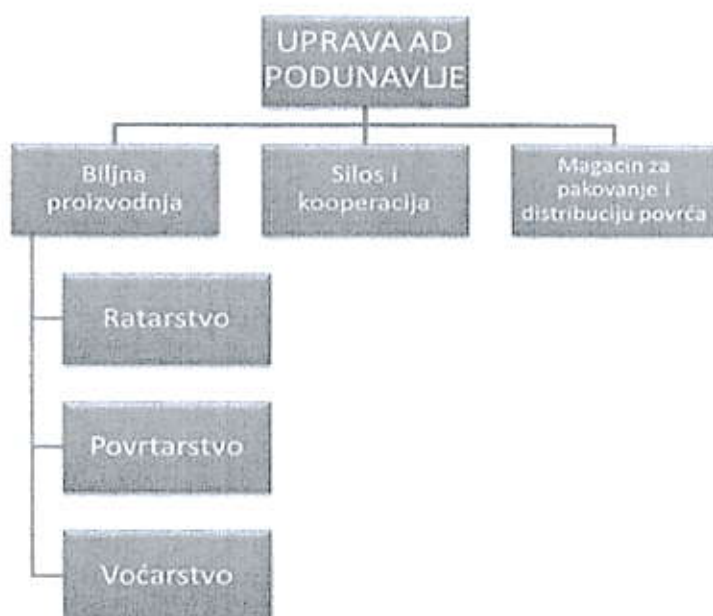 UPRAVA AD
PODUNAVLJE
Biljna
proizvodnja
Silos i
kooperacija
Magacin za
pakovanje i
distribuciju povrća
Ratarstvo
Povrtarstvo
Voćarstvo